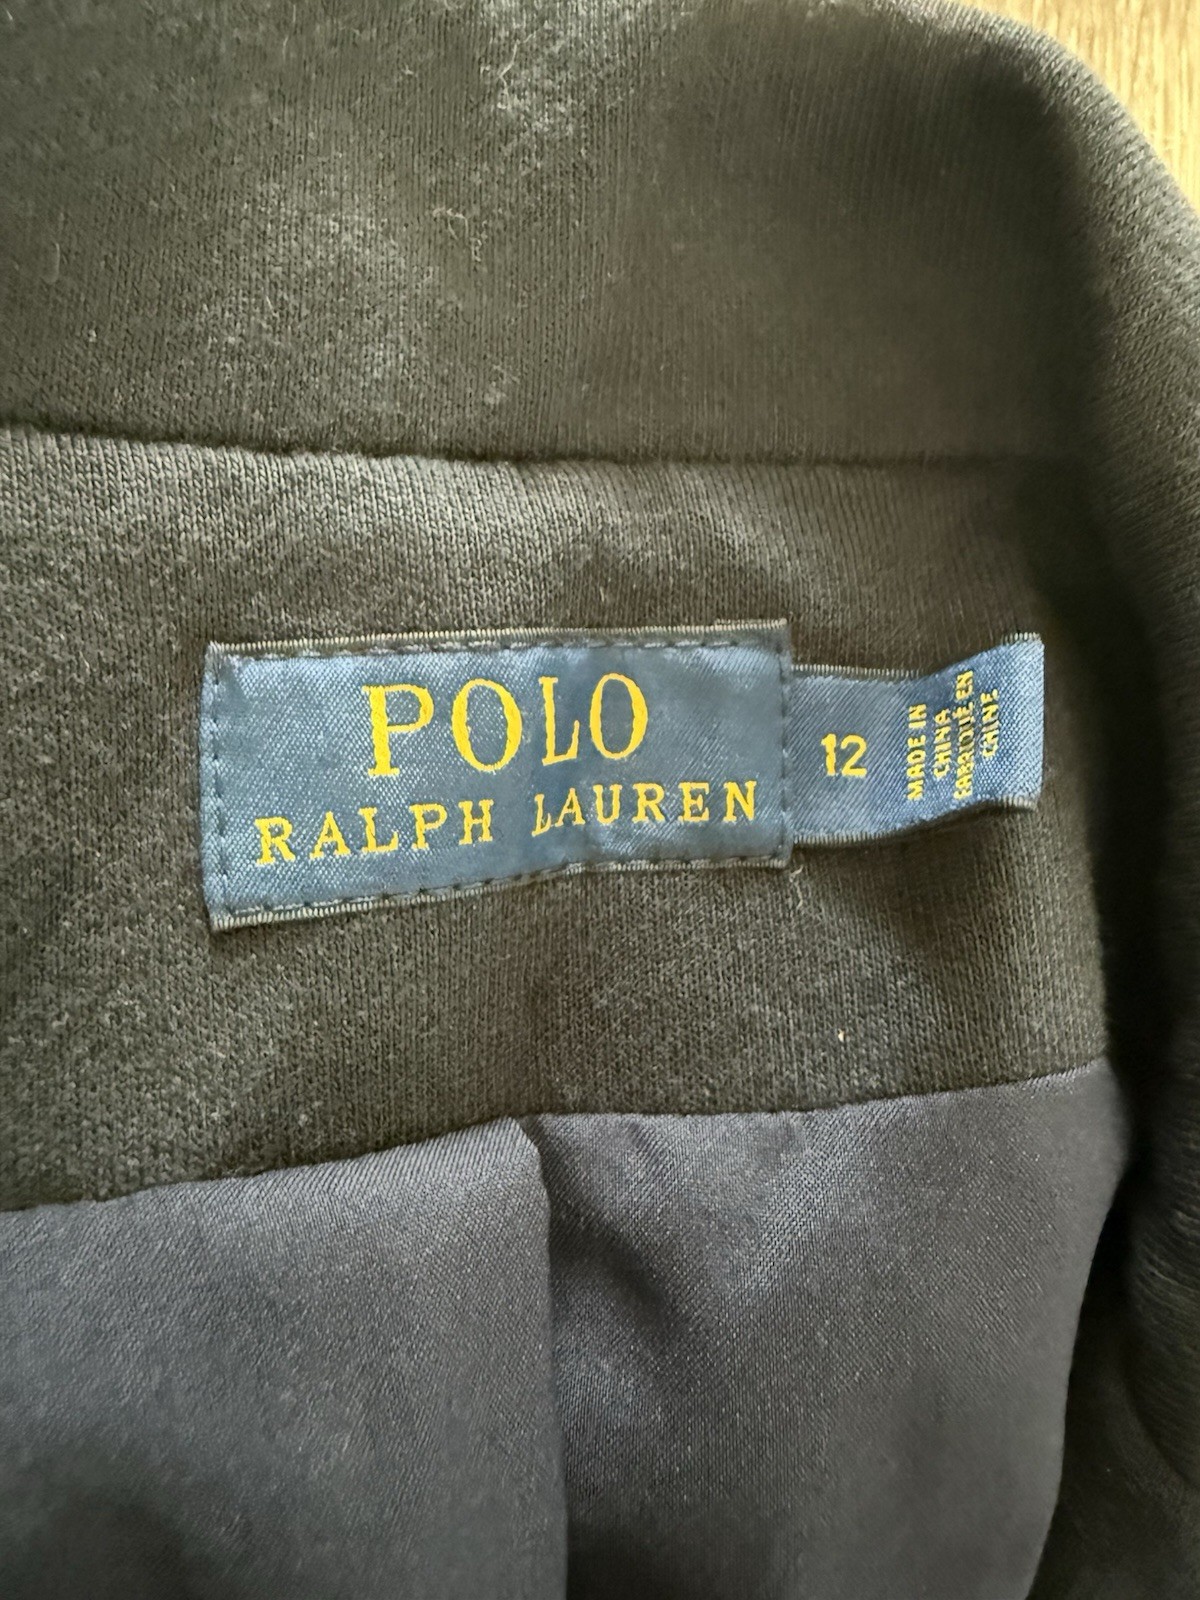 POLO
RALPH LAUREN
12
MADE IN
CHINA
FABRIQUÉ EN
CHINE